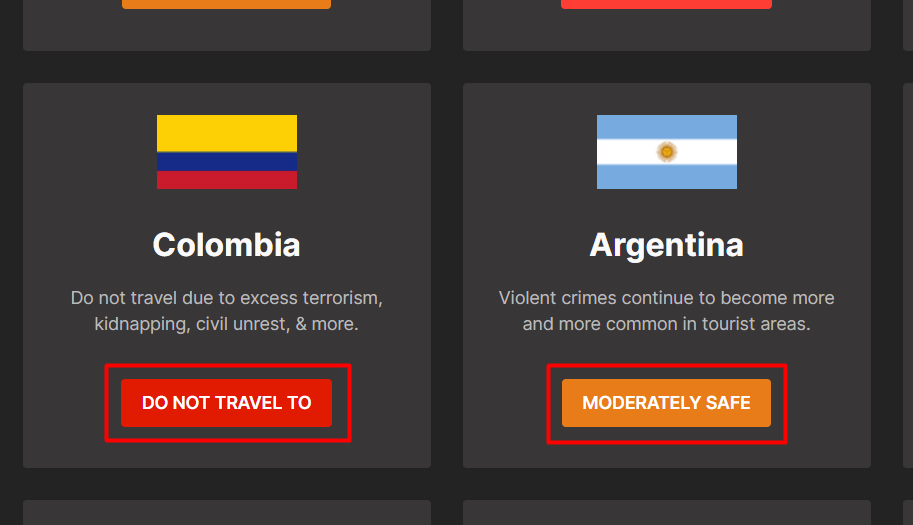 Colombia
Do not travel due to excess terrorism,
kidnapping, civil unrest, & more.
DO NOT TRAVEL TO
Argentina
Violent crimes continue to become more
and more common in tourist areas.
MODERATELY SAFE